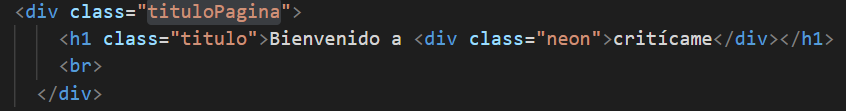 <div class="tituloPagina">
<h1 class="titulo">Bienvenido a <div class="neon">critícame</div></h1>
<br>
</div>